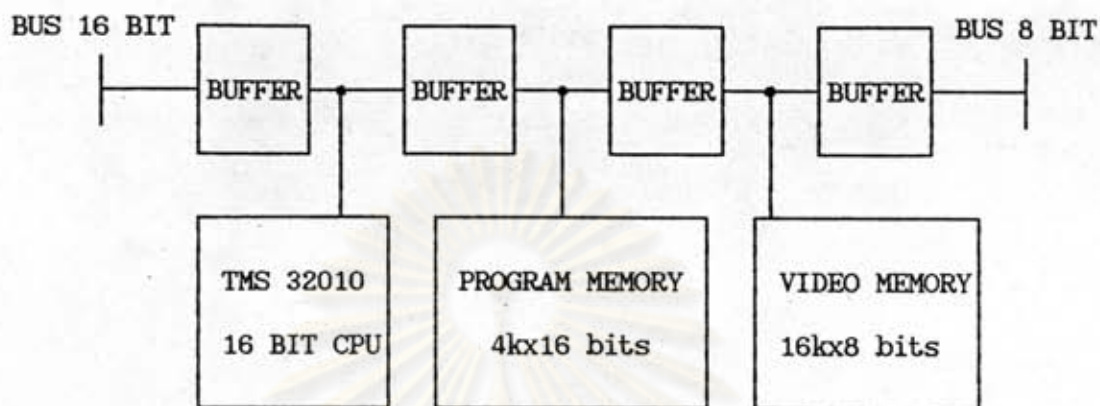 BUS 16 BIT
BUS 8 BIT
BUFFER
BUFFER
BUFFER
BUFFER
TMS 32010
16 BIT CPU
PROGRAM MEMORY
4kx16 bits
VIDEO MEMORY
16kx8 bits